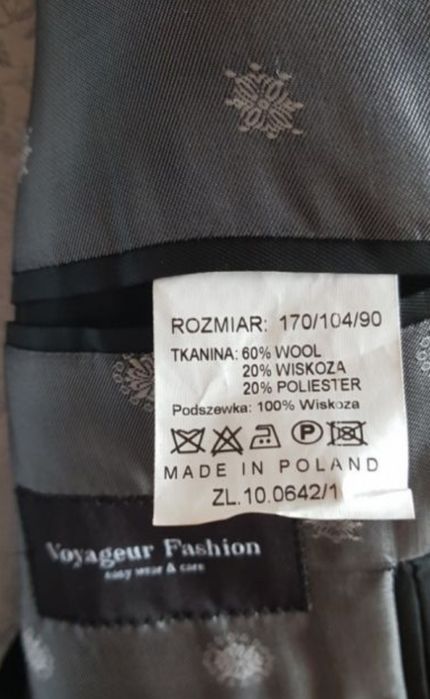 ROZMIAR: 170/104/90
TKANINA: 60% WOOL
20% WISKOZA
20% POLIESTER
Podszewka: 100% Wiskoza
P
MADE IN POLAND
ZL.10.0642/1
Voyageur Fashion
easy wear & care